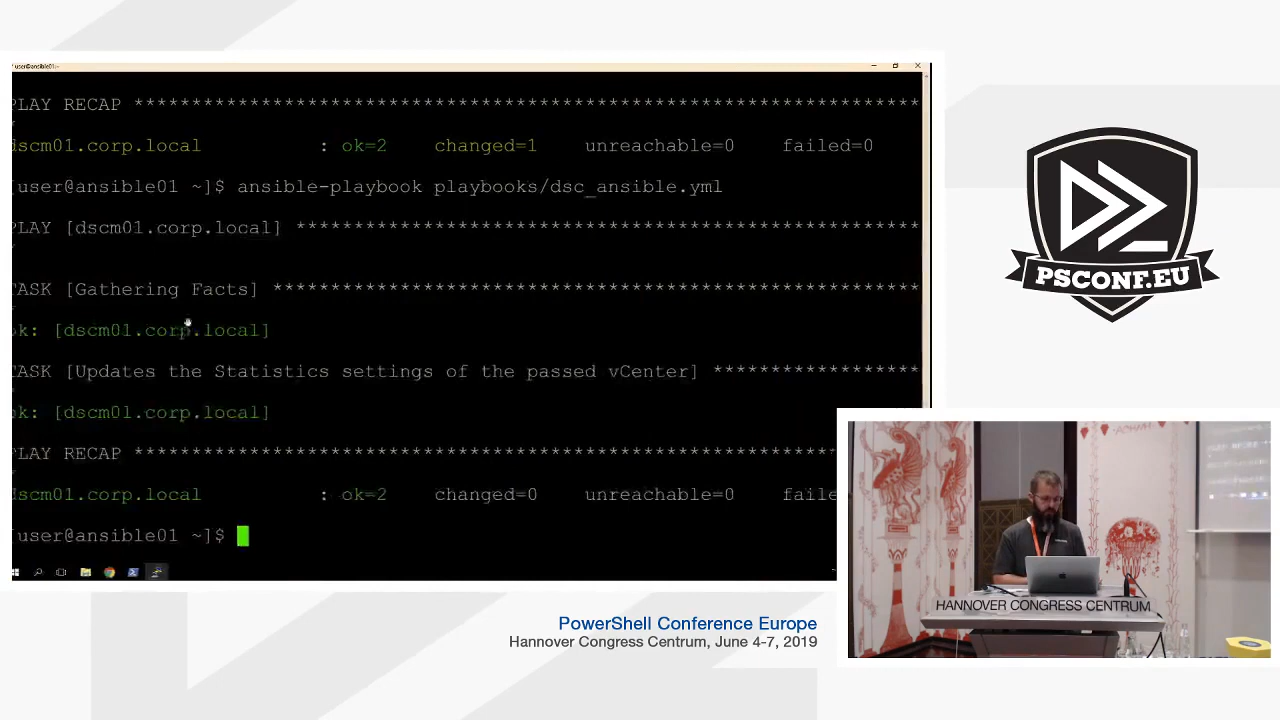 user@ansible01:~
PLAY RECAP ********************************************************************
dscm01.corp.local : ok=2 changed=1 unreachable=0 failed=0
[user@ansible01 ~]$ ansible-playbook playbooks/dsc_ansible.yml
PLAY [dscm01.corp.local] ******************************************************
TASK [Gathering Facts] ********************************************************
ok: [dscm01.corp.local]
TASK [Updates the Statistics settings of the passed vCenter] ******************
ok: [dscm01.corp.local]
PLAY RECAP *************************************************************
dscm01.corp.local : ok=2 changed=0 unreachable=0 faile
[user@ansible01 ~]$
PSCONF.EU
HANNOVER CONGRESS CENTRUM
PowerShell Conference Europe
Hannover Congress Centrum, June 4-7, 2019